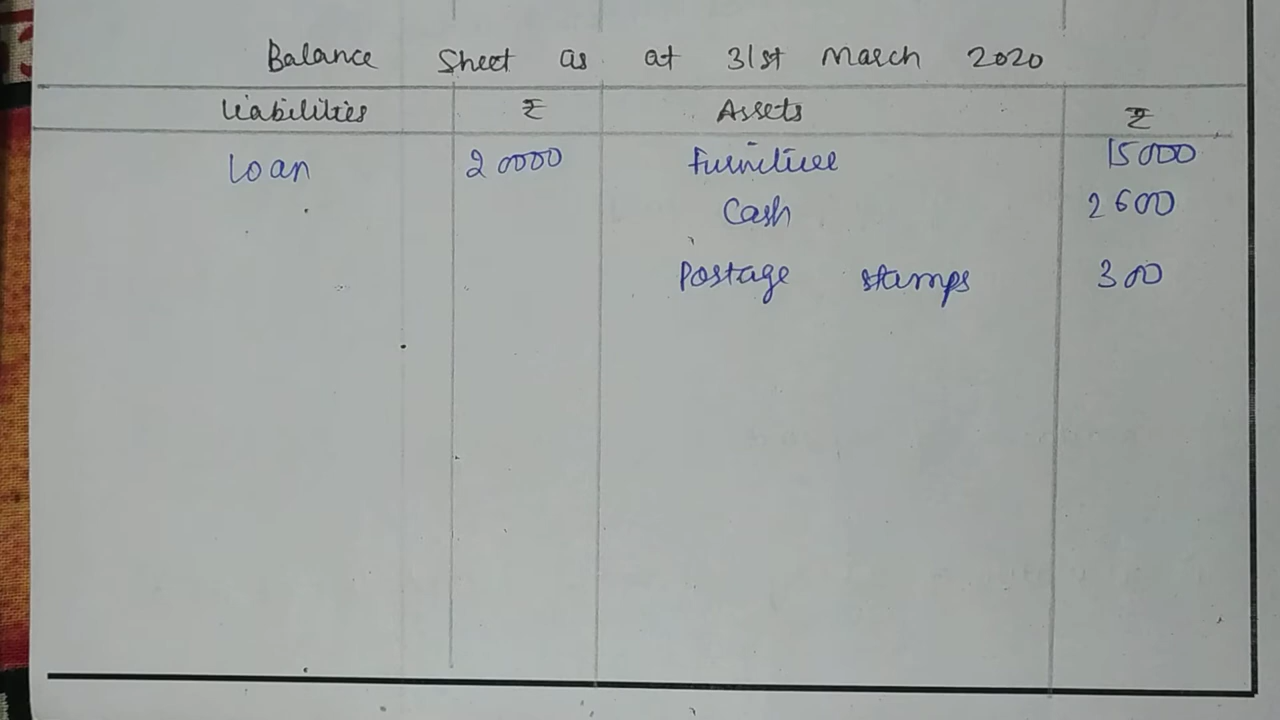 Balance Sheet as at 31st March 2020
Liabilities ₹ Assets ₹
Loan 20000 Furniture 15000
Cash 2600
Postage stamps 300